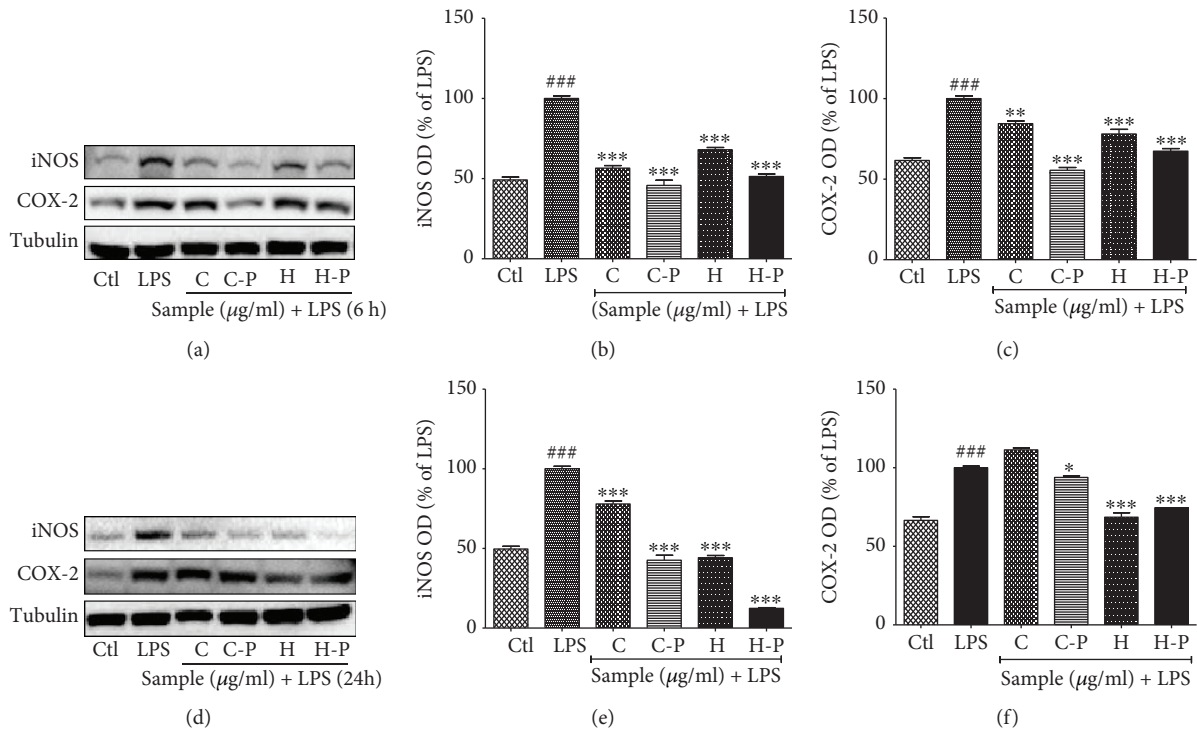 iNOS
COX-2
Tubulin
Ctl LPS C C-P H H-P
Sample (μg/ml) + LPS (6 h)
(a)
150
100
50
0
iNOS OD (% of LPS)
###
***
***
***
***
Ctl LPS C C-P H H-P
(Sample (μg/ml) + LPS
(b)
150
100
50
0
COX-2 OD (% of LPS)
###
**
***
***
***
Ctl LPS C C-P H H-P
Sample (μg/ml) + LPS
(c)
iNOS
COX-2
Tubulin
Ctl LPS C C-P H H-P
Sample (μg/ml) + LPS (24h)
(d)
150
100
50
0
iNOS OD (% of LPS)
###
***
***
***
***
Ctl LPS C C-P H H-P
Sample (μg/ml) + LPS
(e)
150
100
50
0
COX-2 OD (% of LPS)
###
*
***
***
Ctl LPS C C-P H H-P
Sample (μg/ml) + LPS
(f)